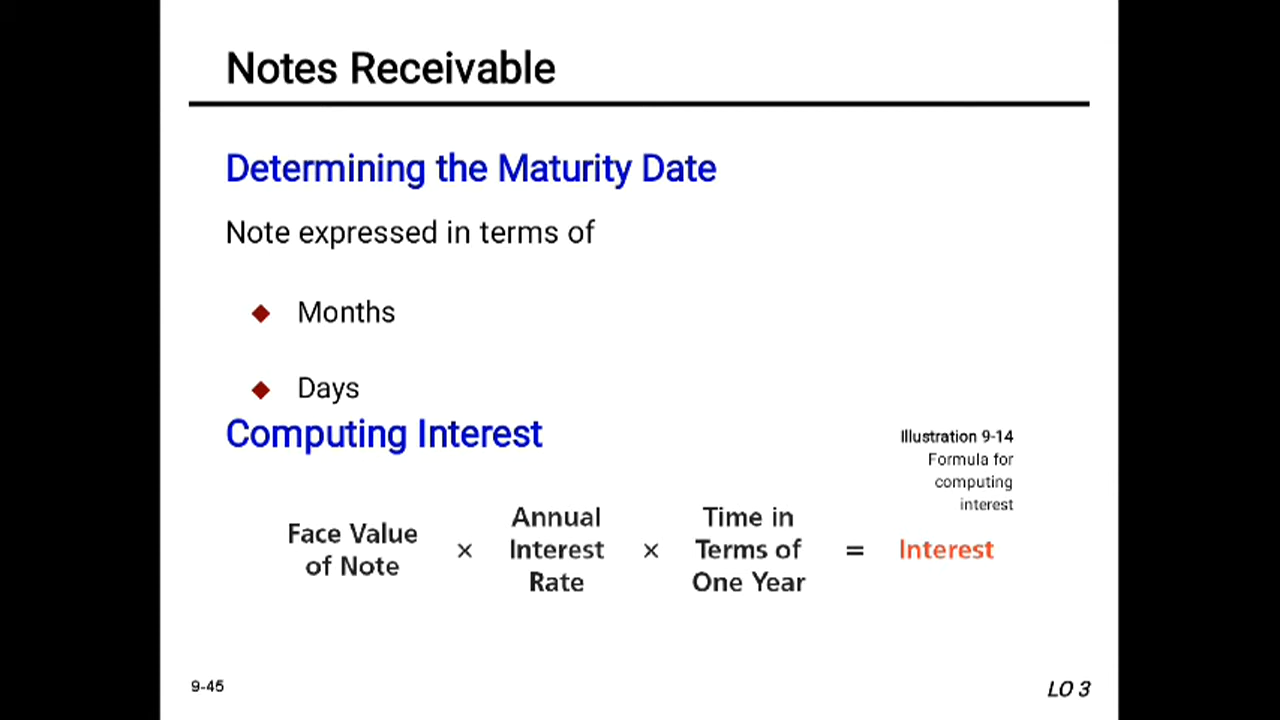 Notes Receivable
Determining the Maturity Date
Note expressed in terms of
◆ Months
◆ Days
Computing Interest
Illustration 9-14
Formula for
computing
interest
Face Value
of Note
×
Annual
Interest
Rate
×
Time in
Terms of
One Year
=
Interest
9-45
LO 3